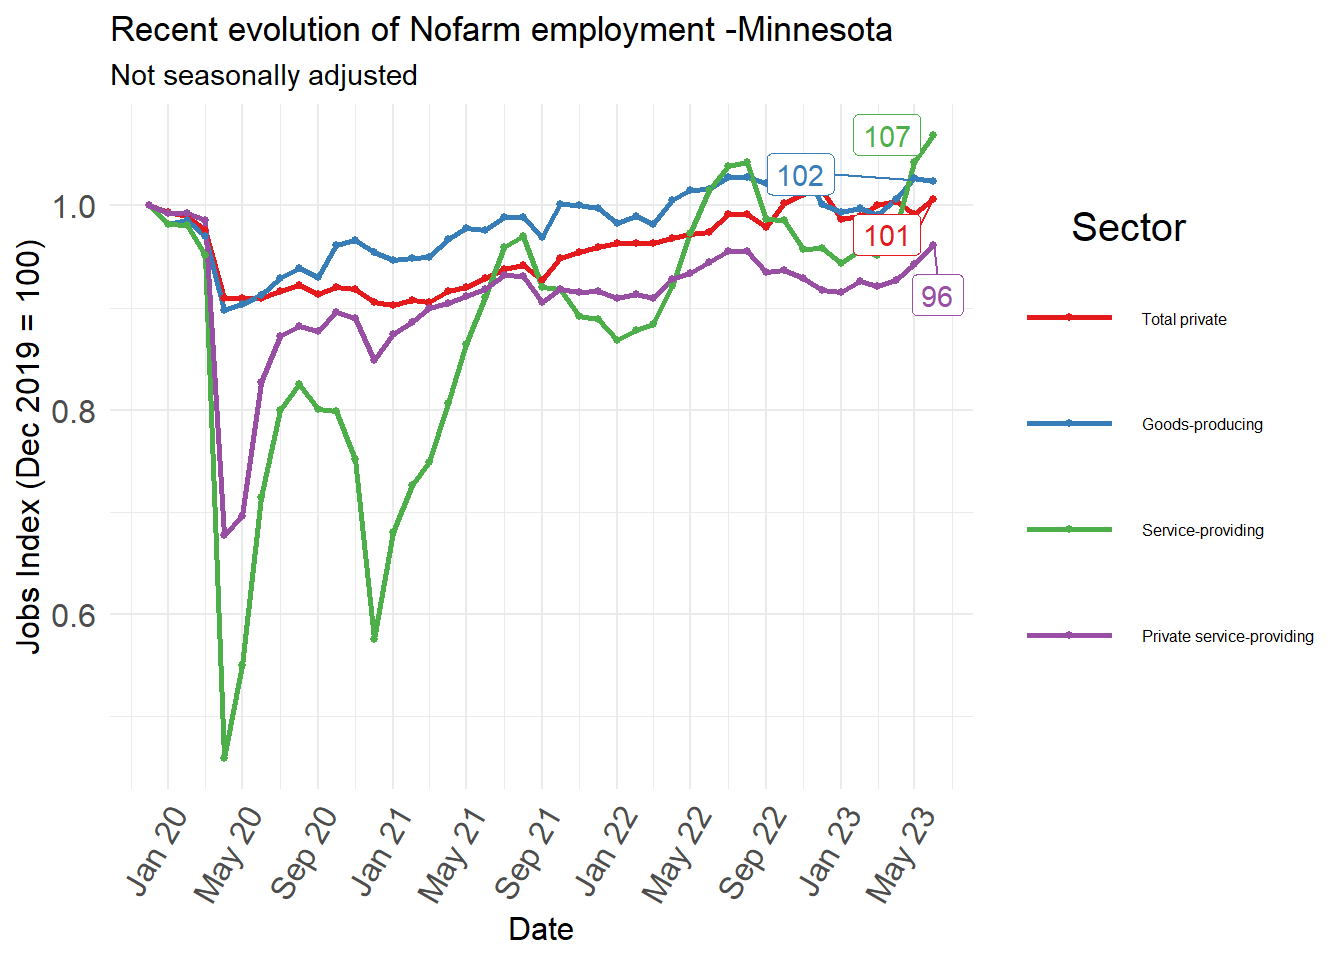 Recent evolution of Nofarm employment -Minnesota
Not seasonally adjusted
Jobs Index (Dec 2019 = 100)
1.0
0.8
0.6
107
102
101
96
Jan 20
May 20
Sep 20
Jan 21
May 21
Sep 21
Jan 22
May 22
Sep 22
Jan 23
May 23
Date
Sector
Total private
Goods-producing
Service-providing
Private service-providing